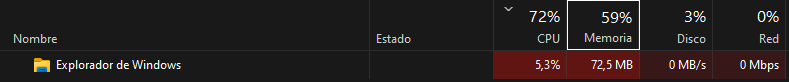 72% 59% 3% 0%
Nombre Estado CPU Memoria Disco Red
Explorador de Windows 5,3% 72,5 MB 0 MB/s 0 Mbps